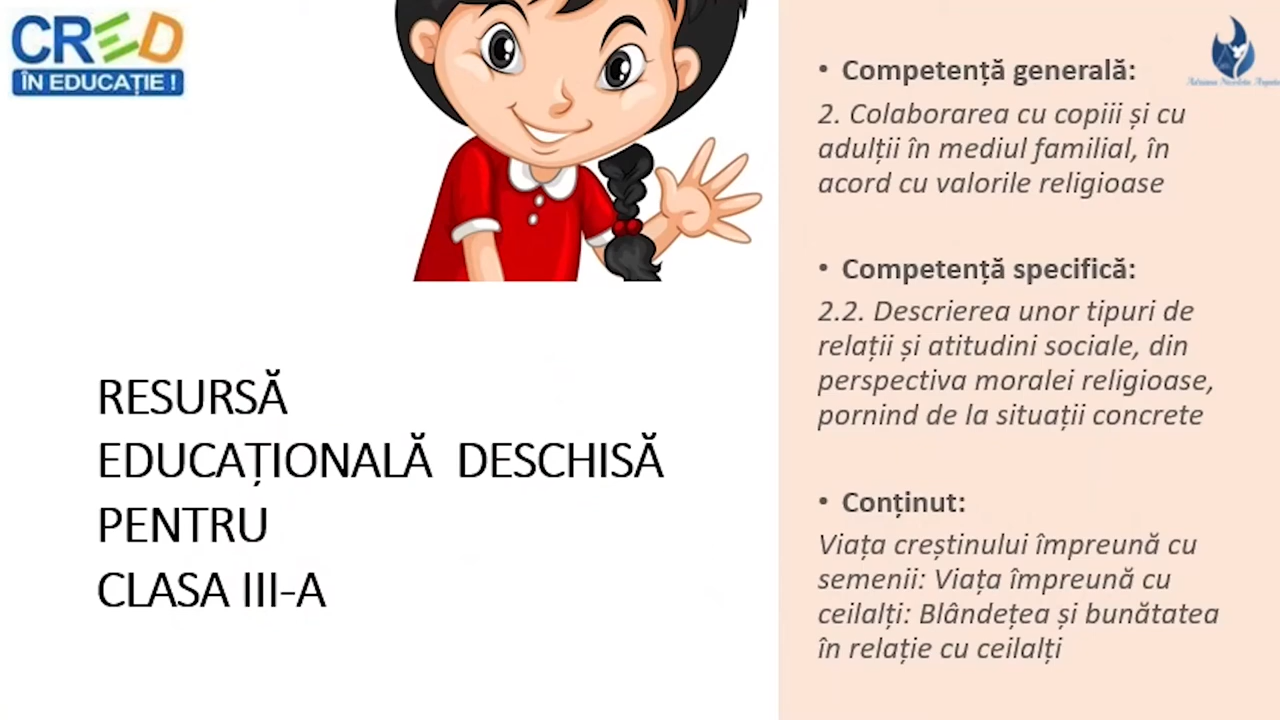 CRED
ÎN EDUCAȚIE !
RESURSĂ
EDUCAȚIONALĂ DESCHISĂ
PENTRU
CLASA III-A
• Competență generală:
2. Colaborarea cu copiii și cu
adulții în mediul familial, în
acord cu valorile religioase
• Competență specifică:
2.2. Descrierea unor tipuri de
relații și atitudini sociale, din
perspectiva moralei religioase,
pornind de la situații concrete
• Conținut:
Viața creștinului împreună cu
semenii: Viața împreună cu
ceilalți: Blândețea și bunătatea
în relație cu ceilalți